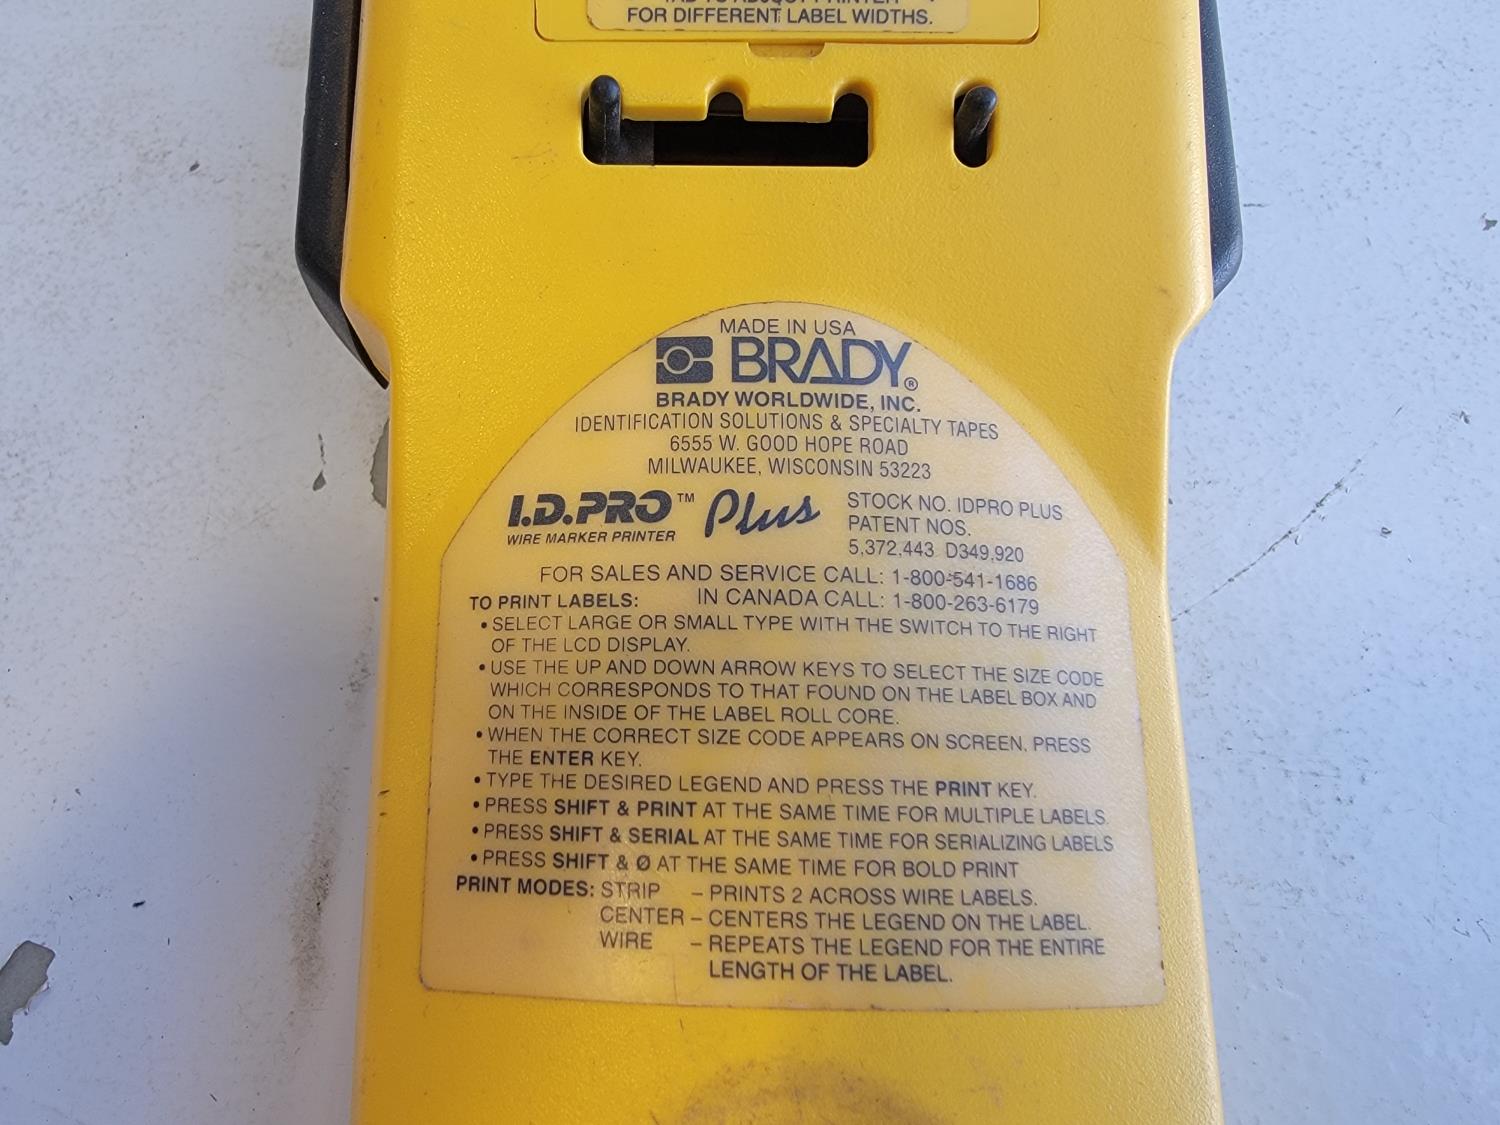 FOR DIFFERENT LABEL WIDTHS.
MADE IN USA
BRADY®
BRADY WORLDWIDE, INC.
IDENTIFICATION SOLUTIONS & SPECIALTY TAPES
6555 W. GOOD HOPE ROAD
MILWAUKEE, WISCONSIN 53223
I.D.PRO™ Plus
WIRE MARKER PRINTER
STOCK NO. IDPRO PLUS
PATENT NOS.
5,372,443 D349,920
FOR SALES AND SERVICE CALL: 1-800-541-1686
IN CANADA CALL: 1-800-263-6179
TO PRINT LABELS:
• SELECT LARGE OR SMALL TYPE WITH THE SWITCH TO THE RIGHT
OF THE LCD DISPLAY.
• USE THE UP AND DOWN ARROW KEYS TO SELECT THE SIZE CODE
WHICH CORRESPONDS TO THAT FOUND ON THE LABEL BOX AND
ON THE INSIDE OF THE LABEL ROLL CORE.
• WHEN THE CORRECT SIZE CODE APPEARS ON SCREEN, PRESS
THE ENTER KEY.
• TYPE THE DESIRED LEGEND AND PRESS THE PRINT KEY.
• PRESS SHIFT & PRINT AT THE SAME TIME FOR MULTIPLE LABELS.
• PRESS SHIFT & SERIAL AT THE SAME TIME FOR SERIALIZING LABELS
• PRESS SHIFT & Ø AT THE SAME TIME FOR BOLD PRINT
PRINT MODES: STRIP – PRINTS 2 ACROSS WIRE LABELS.
CENTER – CENTERS THE LEGEND ON THE LABEL.
WIRE – REPEATS THE LEGEND FOR THE ENTIRE
LENGTH OF THE LABEL.